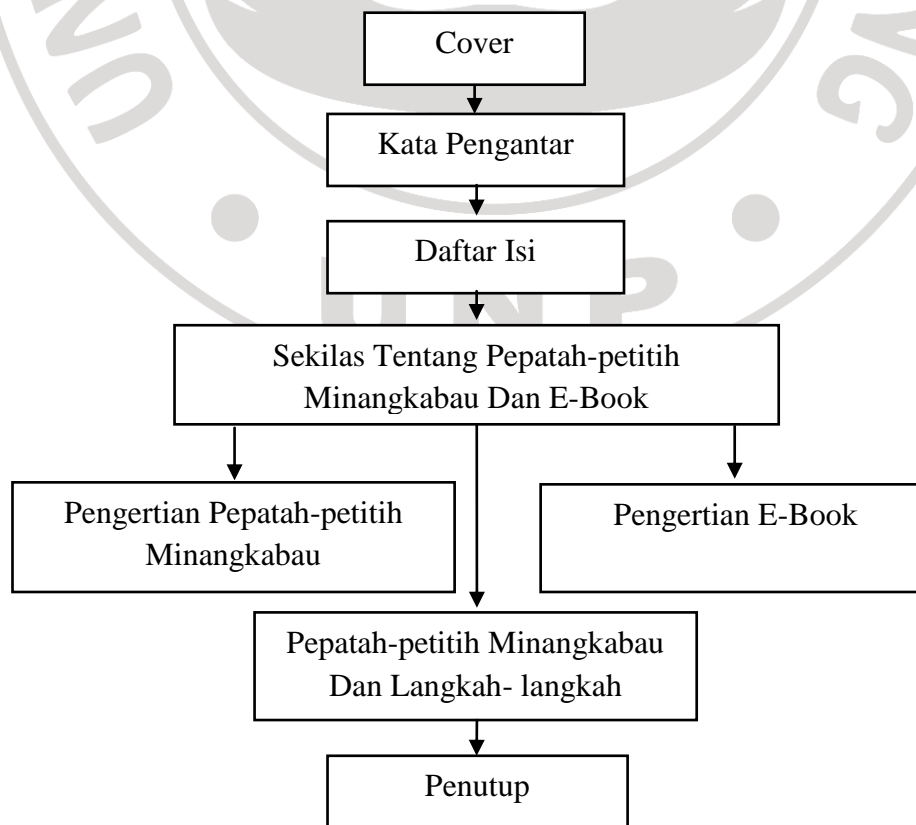 Cover
Kata Pengantar
Daftar Isi
UNP
Sekilas Tentang Pepatah-petitih
Minangkabau Dan E-Book
Pengertian Pepatah-petitih
Minangkabau
Pengertian E-Book
Pepatah-petitih Minangkabau
Dan Langkah- langkah
Penutup